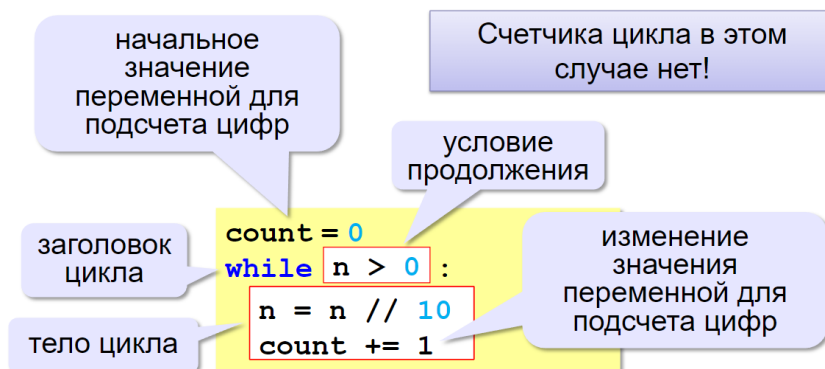 начальное
значение
переменной для
подсчета цифр
Счетчика цикла в этом
случае нет!
условие
продолжения
заголовок
цикла
count = 0
while n > 0 :
n = n // 10
count += 1
изменение
значения
переменной для
подсчета цифр
тело цикла